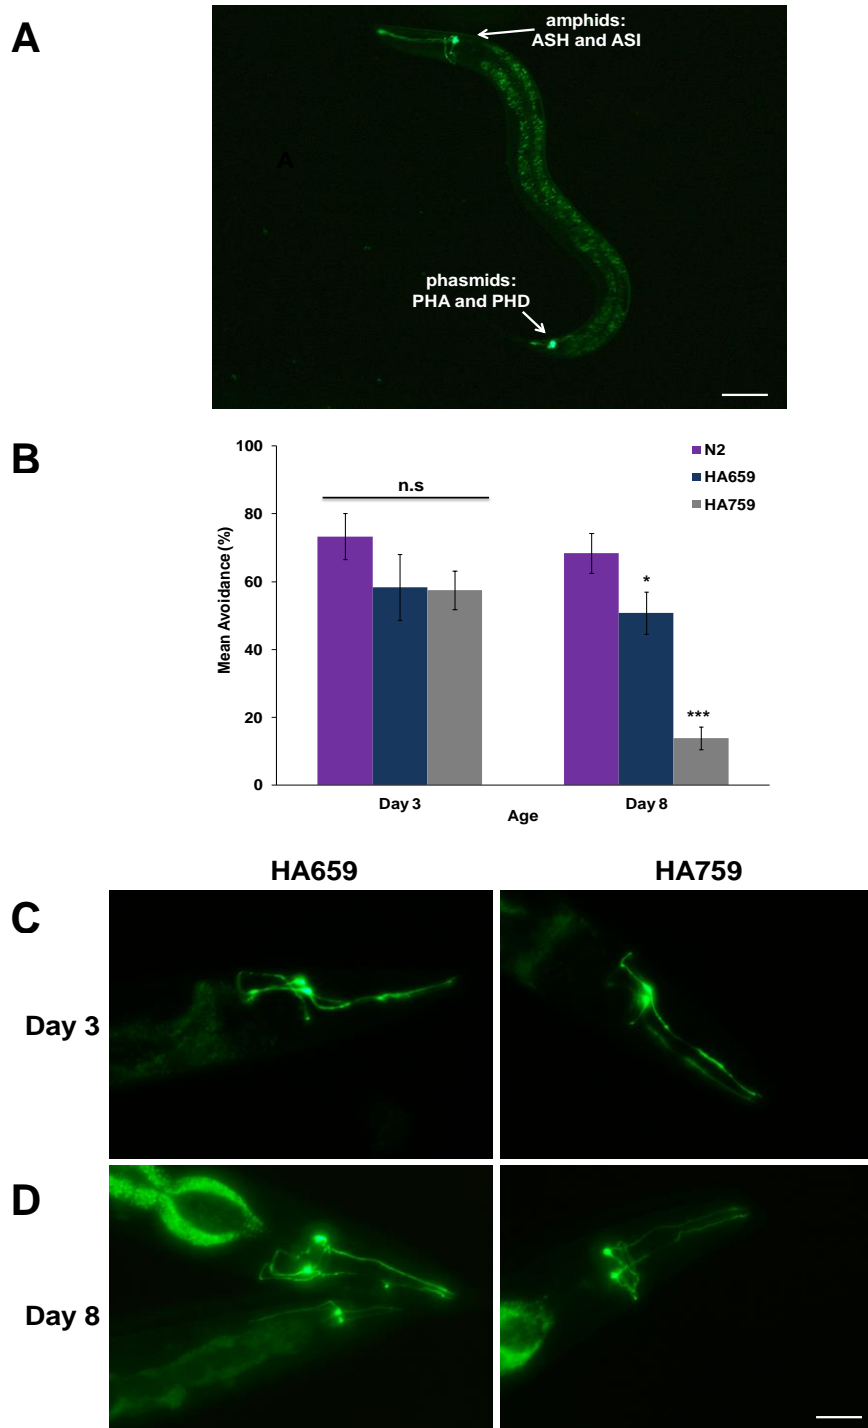 A
amphids:
ASH and ASI
A
phasmids:
PHA and PHD
B
100
80
60
40
20
0
Mean Avoidance (%)
n.s
N2
HA659
HA759
*
***
Day 3
Day 8
Age
HA659
HA759
C
Day 3
D
Day 8